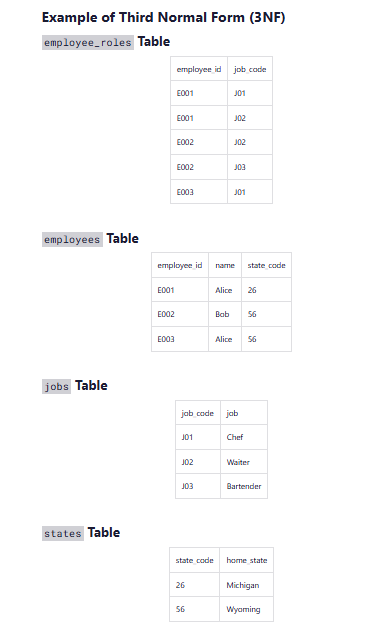 Example of Third Normal Form (3NF)
employee_roles Table
employee_id job_code
E001 J01
E001 J02
E002 J02
E002 J03
E003 J01
employees Table
employee_id name state_code
E001 Alice 26
E002 Bob 56
E003 Alice 56
jobs Table
job_code job
J01 Chef
J02 Waiter
J03 Bartender
states Table
state_code home_state
26 Michigan
56 Wyoming